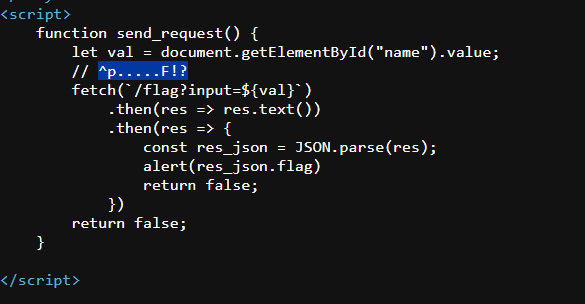 <script>
function send_request() {
let val = document.getElementById("name").value;
// ^p.....F!?
fetch(`/flag?input=${val}`)
.then(res => res.text())
.then(res => {
const res_json = JSON.parse(res);
alert(res_json.flag)
return false;
})
return false;
}
</script>